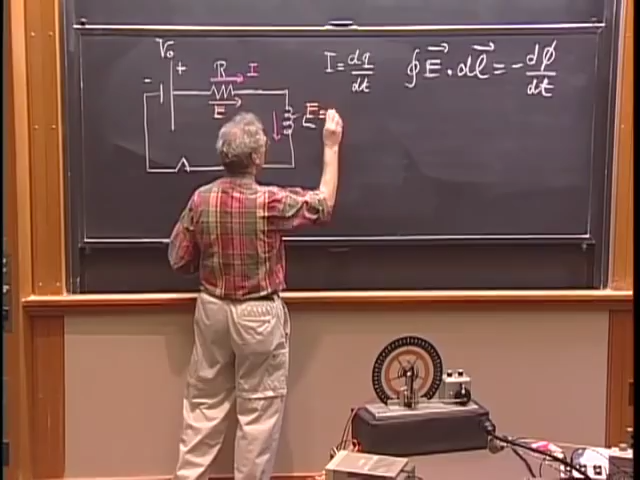 V₀
- +
R I
E
L E =
I = dq/dt
∮ E⃗ · dl⃗ = - dϕ/dt